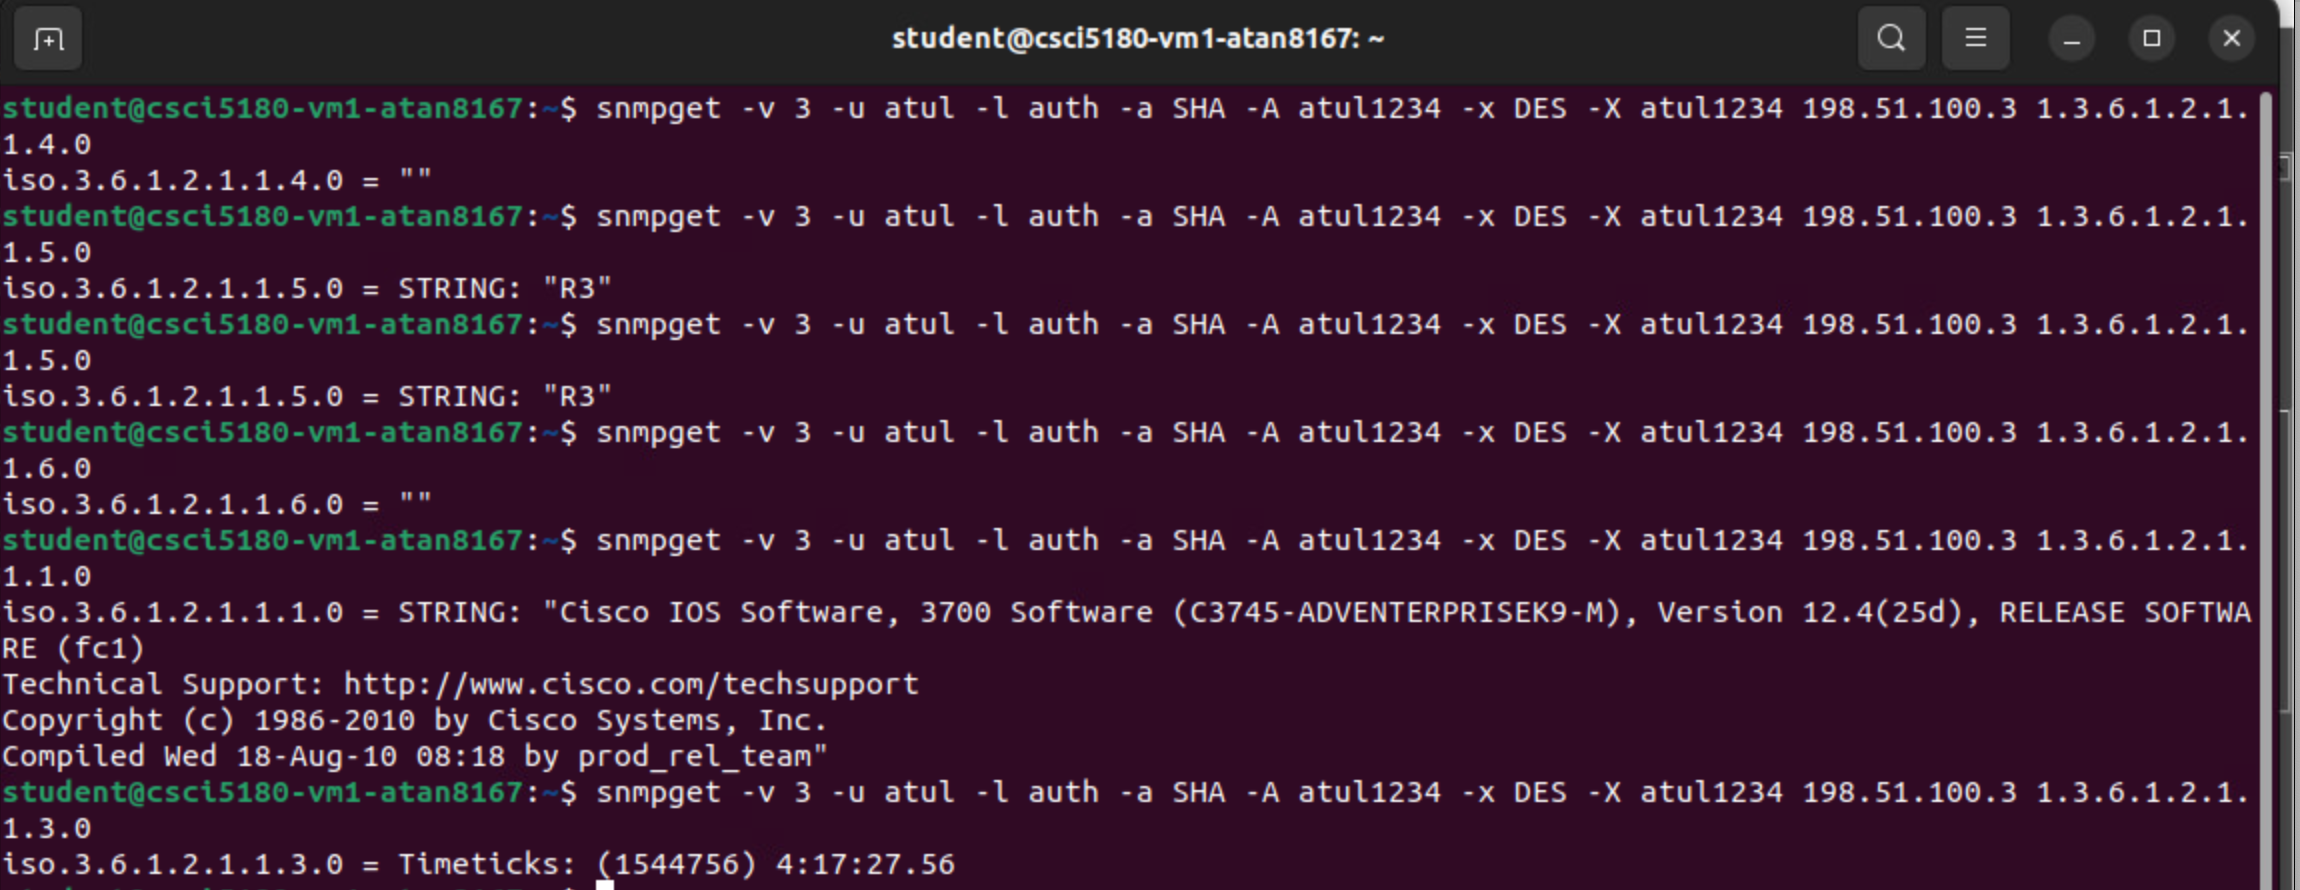 student@csci5180-vm1-atan8167: ~
student@csci5180-vm1-atan8167:~$ snmpget -v 3 -u atul -l auth -a SHA -A atul1234 -x DES -X atul1234 198.51.100.3 1.3.6.1.2.1.
1.4.0
iso.3.6.1.2.1.1.4.0 = ""
student@csci5180-vm1-atan8167:~$ snmpget -v 3 -u atul -l auth -a SHA -A atul1234 -x DES -X atul1234 198.51.100.3 1.3.6.1.2.1.
1.5.0
iso.3.6.1.2.1.1.5.0 = STRING: "R3"
student@csci5180-vm1-atan8167:~$ snmpget -v 3 -u atul -l auth -a SHA -A atul1234 -x DES -X atul1234 198.51.100.3 1.3.6.1.2.1.
1.5.0
iso.3.6.1.2.1.1.5.0 = STRING: "R3"
student@csci5180-vm1-atan8167:~$ snmpget -v 3 -u atul -l auth -a SHA -A atul1234 -x DES -X atul1234 198.51.100.3 1.3.6.1.2.1.
1.6.0
iso.3.6.1.2.1.1.6.0 = ""
student@csci5180-vm1-atan8167:~$ snmpget -v 3 -u atul -l auth -a SHA -A atul1234 -x DES -X atul1234 198.51.100.3 1.3.6.1.2.1.
1.1.0
iso.3.6.1.2.1.1.1.0 = STRING: "Cisco IOS Software, 3700 Software (C3745-ADVENTERPRISEK9-M), Version 12.4(25d), RELEASE SOFTWA
RE (fc1)
Technical Support: http://www.cisco.com/techsupport
Copyright (c) 1986-2010 by Cisco Systems, Inc.
Compiled Wed 18-Aug-10 08:18 by prod_rel_team"
student@csci5180-vm1-atan8167:~$ snmpget -v 3 -u atul -l auth -a SHA -A atul1234 -x DES -X atul1234 198.51.100.3 1.3.6.1.2.1.
1.3.0
iso.3.6.1.2.1.1.3.0 = Timeticks: (1544756) 4:17:27.56